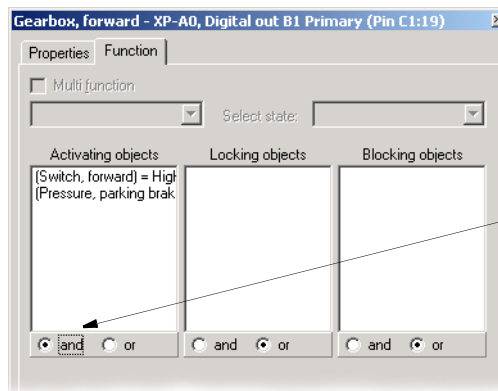 Gearbox, forward - XP-A0, Digital out B1 Primary (Pin C1:19)
Properties Function
Multi function
Select state:
Activating objects Locking objects Blocking objects
(Switch, forward) = High
(Pressure, parking brak
and or and or and or